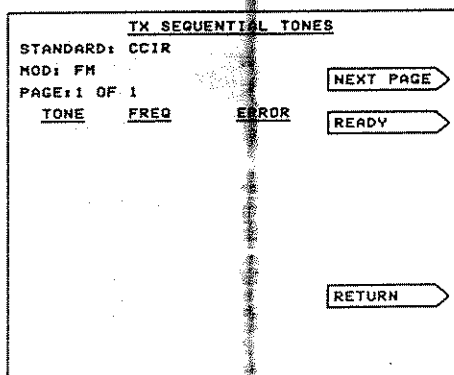 TX SEQUENTIAL TONES
STANDARD: CCIR
MOD: FM
NEXT PAGE
PAGE:1 OF 1
TONE FREQ ERROR
READY
RETURN